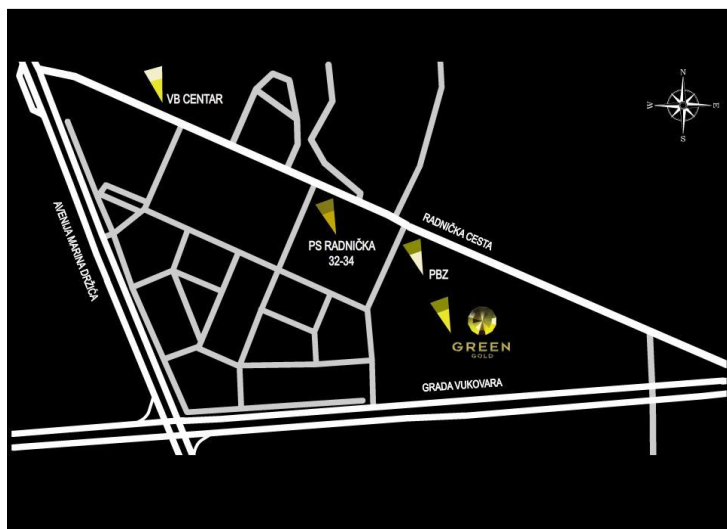 VB CENTAR
N
W
E
S
AVENIJA MARINA DRŽIĆA
RADNIČKA CESTA
PS RADNIČKA
32-34
PBZ
GREEN
GOLD
GRADA VUKOVARA